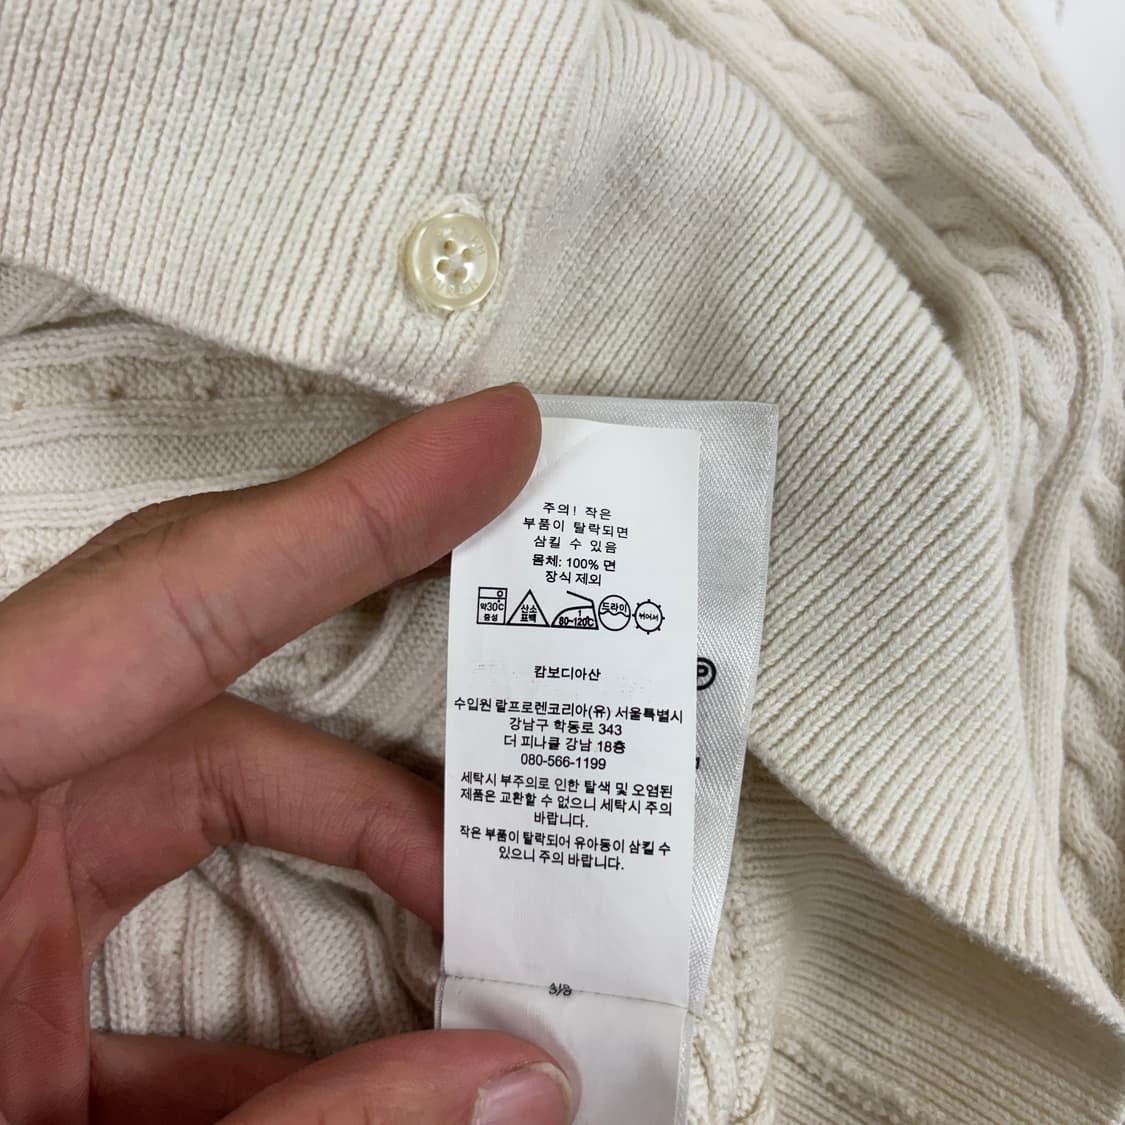 주의! 작은
부품이 탈락되면
삼킬 수 있음
몸체: 100% 면
장식 제외
약30℃
중성
산소
표백
80~120℃
드라이
뉘어서
캄보디아산
수입원 랄프로렌코리아(유) 서울특별시
강남구 학동로 343
더 피나클 강남 18층
080-566-1199
세탁시 부주의로 인한 탈색 및 오염된
제품은 교환할 수 없으니 세탁시 주의
바랍니다.
작은 부품이 탈락되어 유아동이 삼킬 수
있으니 주의 바랍니다.